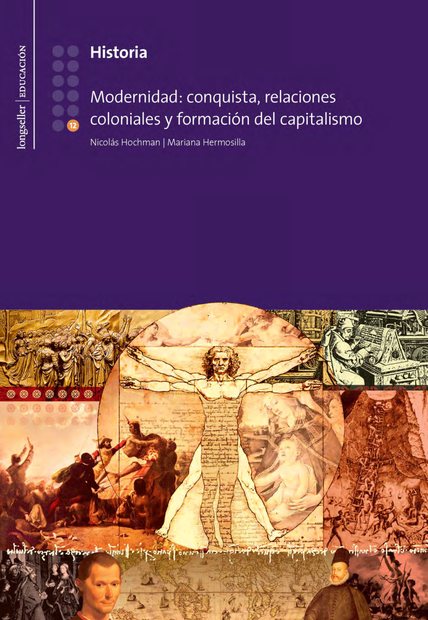 longseller | EDUCACIÓN
Historia
Modernidad: conquista, relaciones
coloniales y formación del capitalismo
12
Nicolás Hochman | Mariana Hermosilla